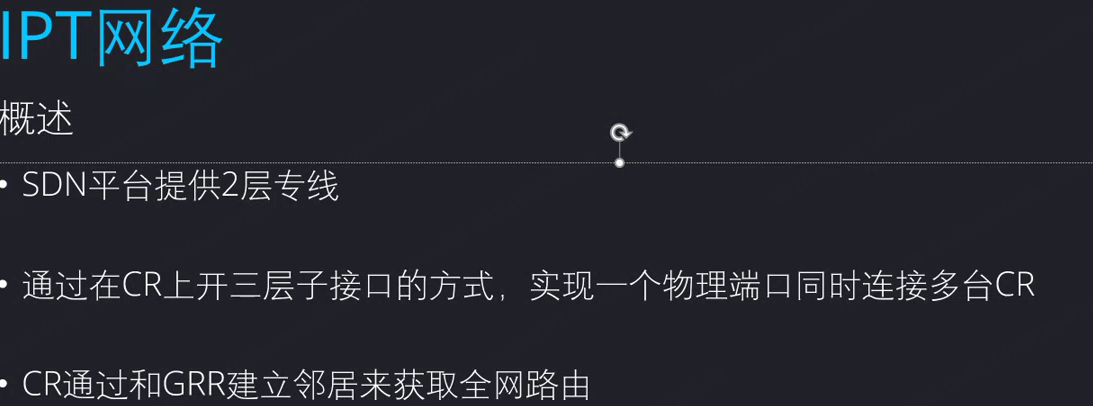 IPT网络
概述
• SDN平台提供2层专线
• 通过在CR上开三层子接口的方式，实现一个物理端口同时连接多台CR
• CR通过和GRR建立邻居来获取全网路由